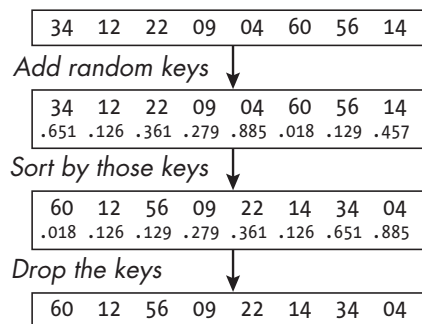 34 12 22 09 04 60 56 14
Add random keys
34 12 22 09 04 60 56 14
.651 .126 .361 .279 .885 .018 .129 .457
Sort by those keys
60 12 56 09 22 14 34 04
.018 .126 .129 .279 .361 .126 .651 .885
Drop the keys
60 12 56 09 22 14 34 04